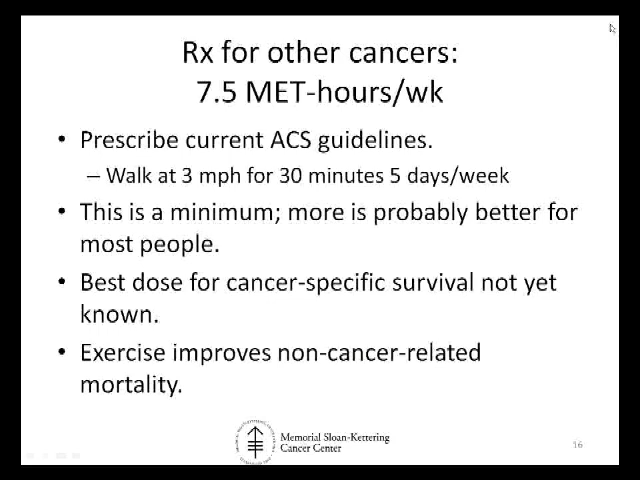 Rx for other cancers:
7.5 MET-hours/wk
• Prescribe current ACS guidelines.
– Walk at 3 mph for 30 minutes 5 days/week
• This is a minimum; more is probably better for
most people.
• Best dose for cancer-specific survival not yet
known.
• Exercise improves non-cancer-related
mortality.
Memorial Sloan-Kettering
Cancer Center
16